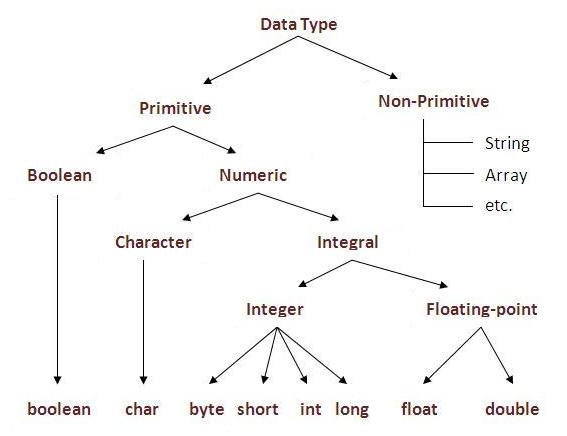 Data Type
Primitive
Non-Primitive
String
Array
etc.
Boolean
Numeric
Character
Integral
Integer
Floating-point
boolean char byte short int long float double